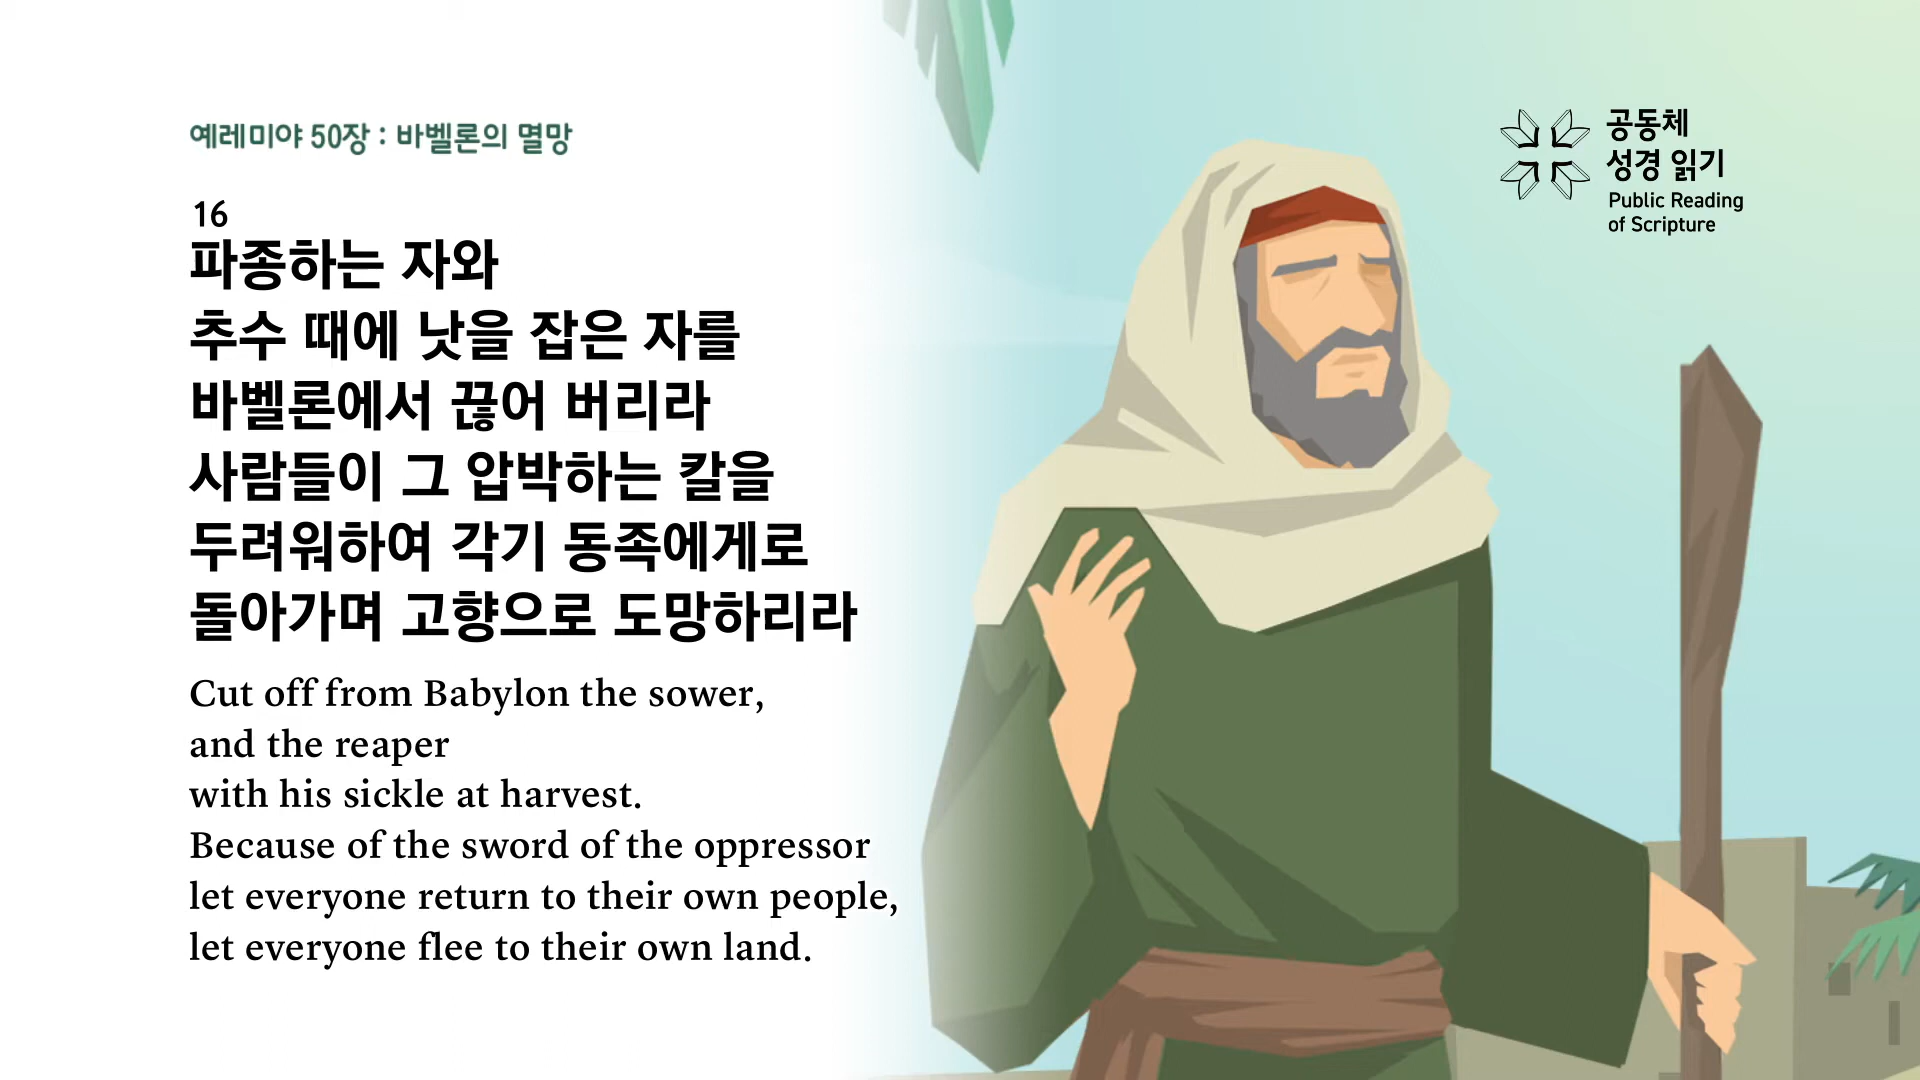 예레미야 50장 : 바벨론의 멸망
16
파종하는 자와
추수 때에 낫을 잡은 자를
바벨론에서 끊어 버리라
사람들이 그 압박하는 칼을
두려워하여 각기 동족에게로
돌아가며 고향으로 도망하리라
Cut off from Babylon the sower,
and the reaper
with his sickle at harvest.
Because of the sword of the oppressor
let everyone return to their own people,
let everyone flee to their own land.
공동체
성경 읽기
Public Reading
of Scripture